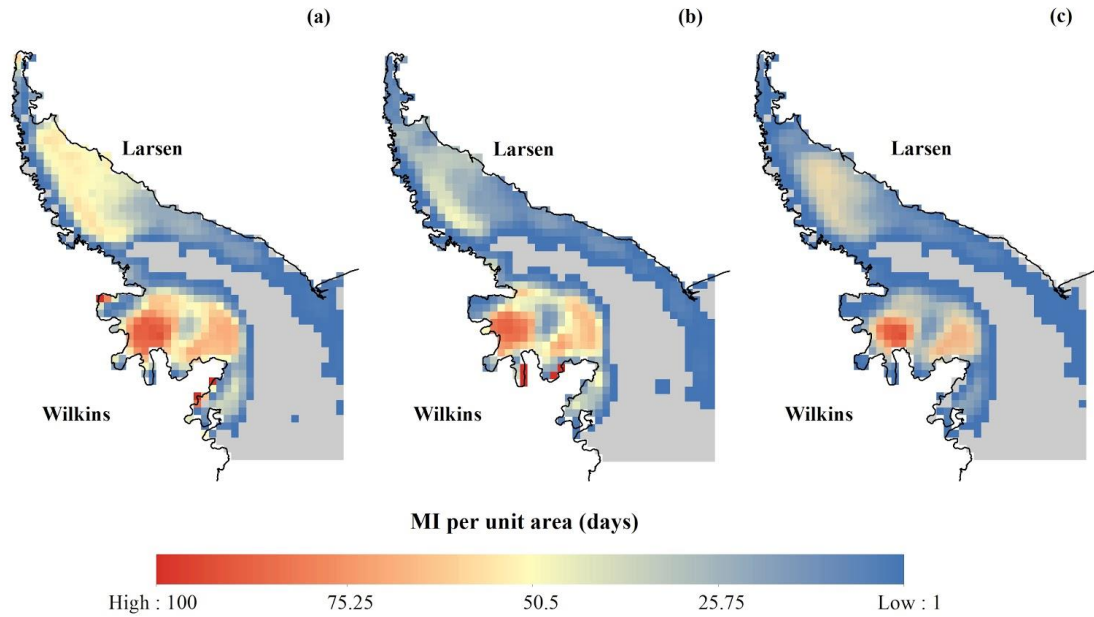 (a) (b) (c)
Larsen Larsen Larsen
Wilkins Wilkins Wilkins
MI per unit area (days)
High : 100 75.25 50.5 25.75 Low : 1